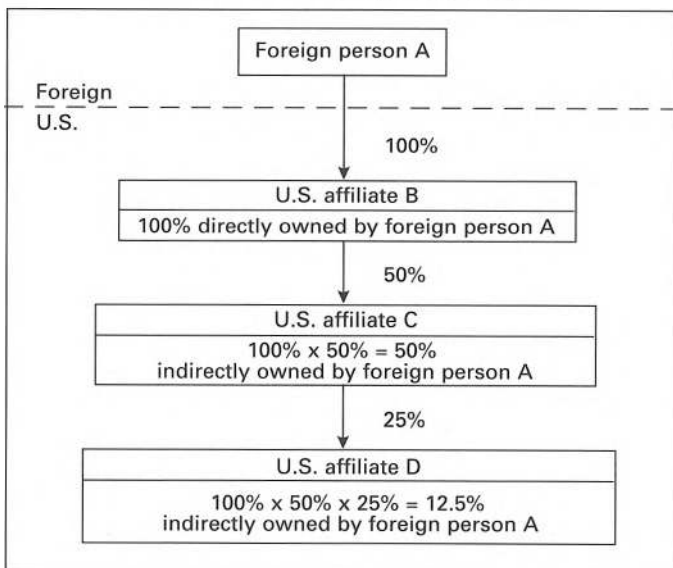 Foreign person A
Foreign
U.S.
100%
U.S. affiliate B
100% directly owned by foreign person A
50%
U.S. affiliate C
100% x 50% = 50%
indirectly owned by foreign person A
25%
U.S. affiliate D
100% x 50% x 25% = 12.5%
indirectly owned by foreign person A